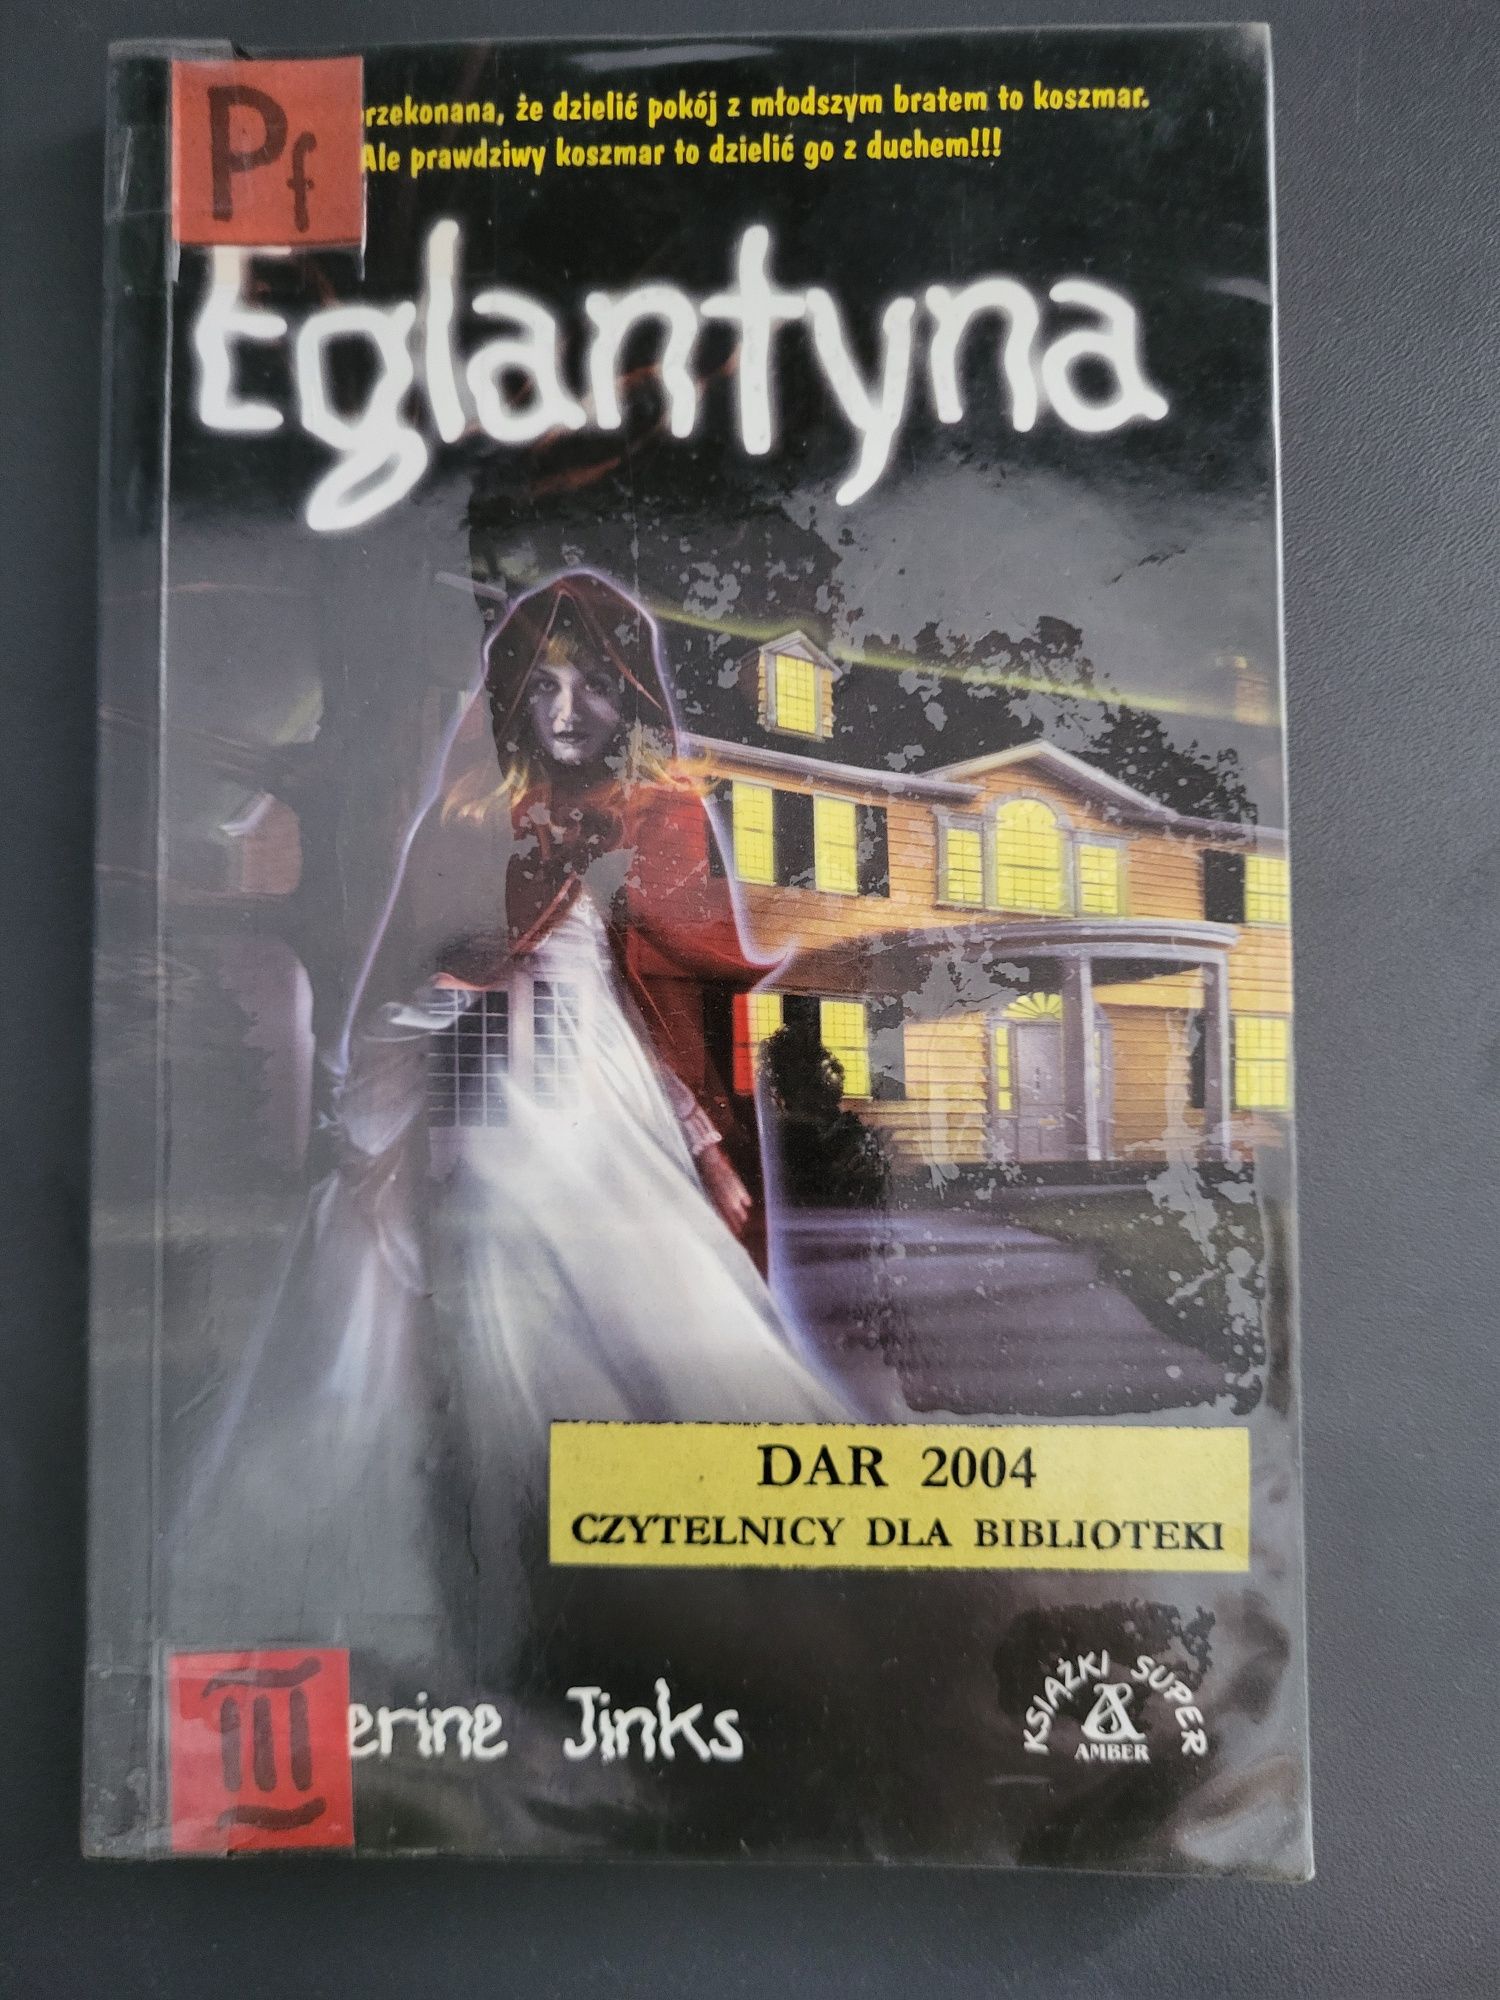 Pf
rzekonana, że dzielić pokój z młodszym bratem to koszmar.
Ale prawdziwy koszmar to dzielić go z duchem!!!
Eglantyna
DAR 2004
CZYTELNICY DLA BIBLIOTEKI
III
erine Jinks
KSIĄŻKI SUPER
AMBER